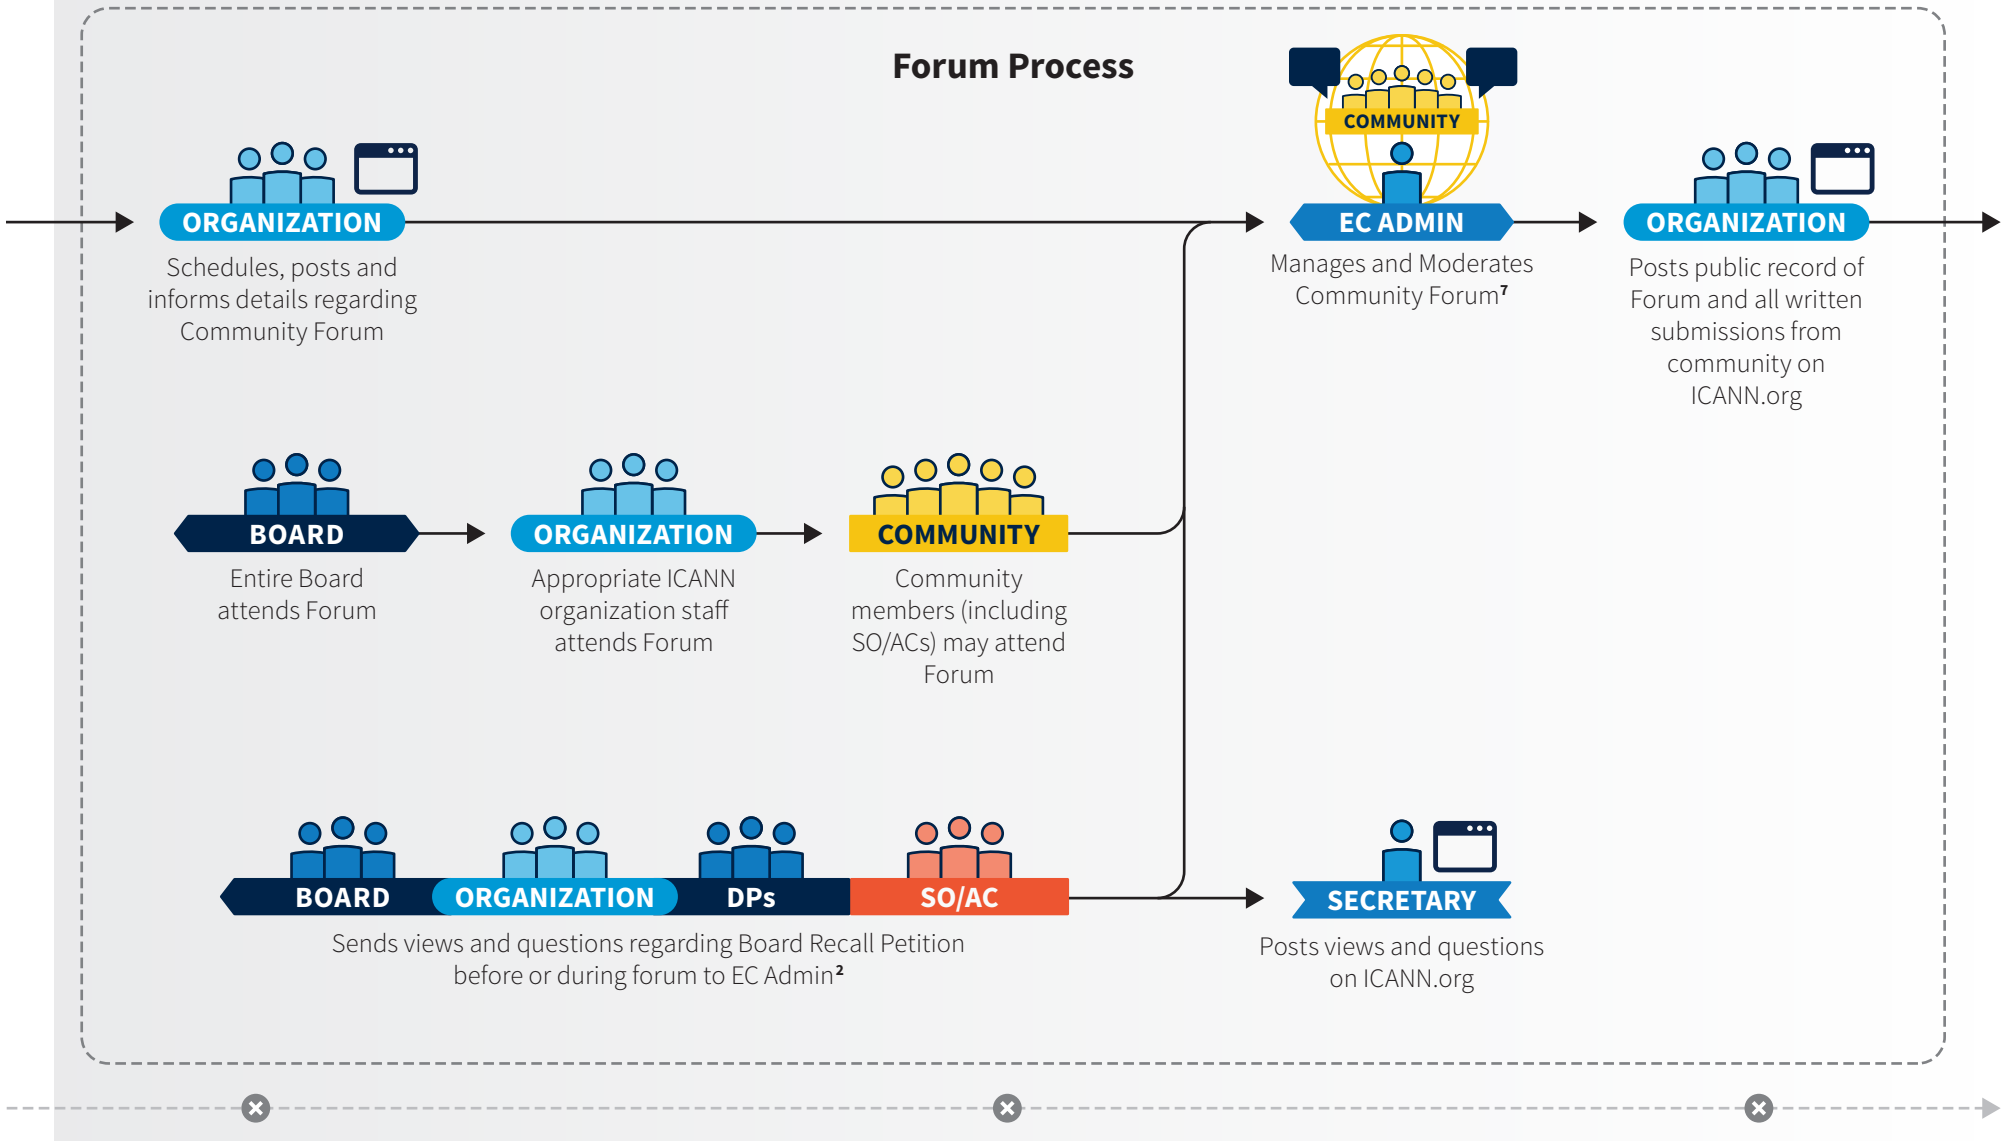 Forum Process
COMMUNITY
ORGANIZATION
Schedules, posts and
informs details regarding
Community Forum
EC ADMIN
Manages and Moderates
Community Forum⁷
ORGANIZATION
Posts public record of
Forum and all written
submissions from
community on
ICANN.org
BOARD
Entire Board
attends Forum
ORGANIZATION
Appropriate ICANN
organization staff
attends Forum
COMMUNITY
Community
members (including
SO/ACs) may attend
Forum
BOARD
ORGANIZATION
DPs
SO/AC
Sends views and questions regarding Board Recall Petition
before or during forum to EC Admin²
SECRETARY
Posts views and questions
on ICANN.org